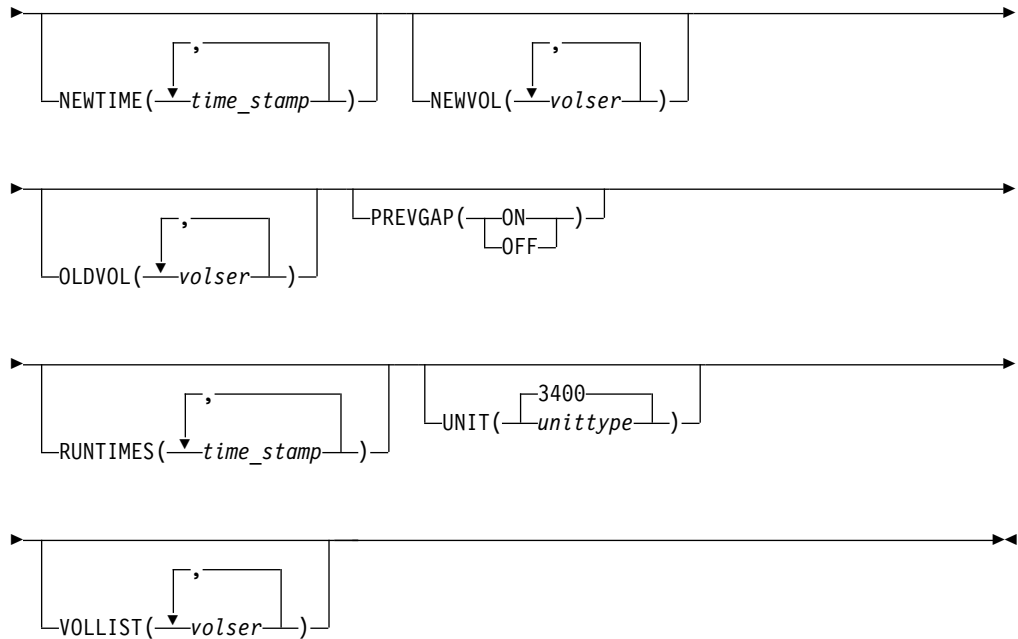 ,
,
NEWTIME( time_stamp )
NEWVOL( volser )
,
PREVGAP( ON )
OFF
OLDVOL( volser )
,
3400
UNIT( unittype )
RUNTIMES( time_stamp )
,
VOLLIST( volser )